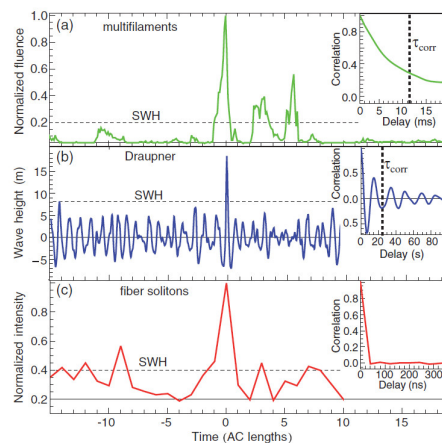 (a) multifilaments
Normalized fluence
1.0
0.8
0.6
0.4
0.2
SWH
Correlation
1.0
0.8
0.4
0.0
τcorr
0 5 10 15
Delay (ms)
(b) Draupner
Wave height (m)
15
10
5
0
−5
SWH
Correlation
1.0
0.5
0.0
τcorr
0 20 40 60 80
Delay (s)
(c) fiber solitons
Normalized intensity
0.8
0.6
0.4
0.2
SWH
Correlation
1.0
0.8
0.4
0.0
0 100 200 300
Delay (ns)
-10 -5 0 5 10 15
Time (AC lengths)